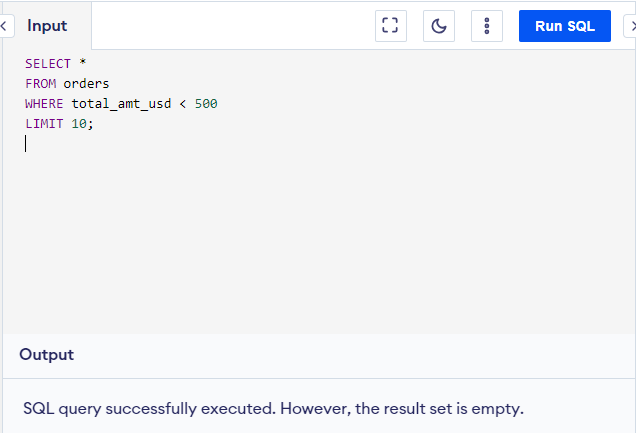 Input
Run SQL
SELECT *
FROM orders
WHERE total_amt_usd < 500
LIMIT 10;
Output
SQL query successfully executed. However, the result set is empty.